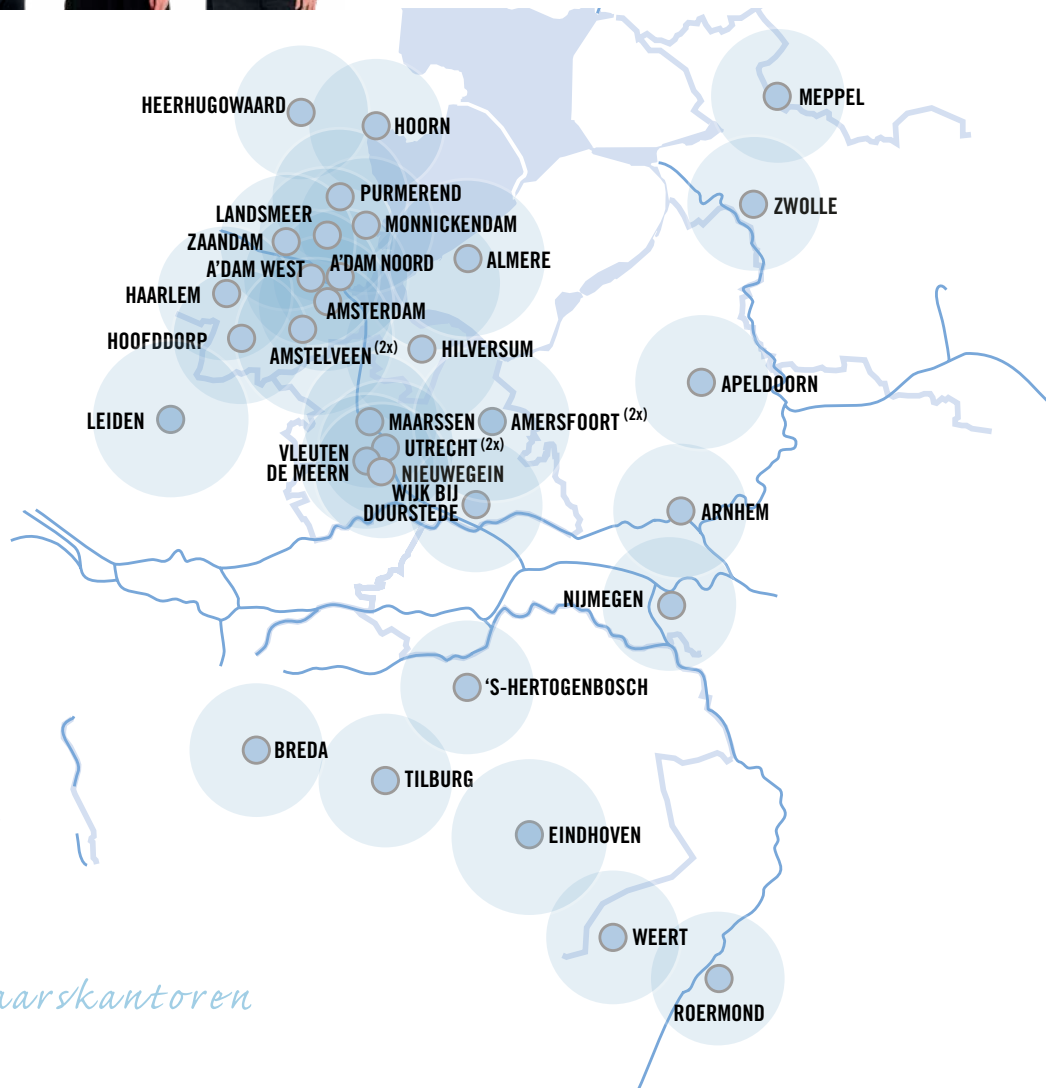 MEPPEL
HEERHUGOWAARD
HOORN
PURMEREND
ZWOLLE
LANDSMEER
MONNICKENDAM
ZAANDAM
ALMERE
A'DAM WEST
A'DAM NOORD
HAARLEM
AMSTERDAM
HOOFDDORP
AMSTELVEEN (2x)
HILVERSUM
APELDOORN
LEIDEN
MAARSSEN
AMERSFOORT (2x)
UTRECHT (2x)
VLEUTEN
DE MEERN
NIEUWEGEIN
WIJK BIJ
DUURSTEDE
ARNHEM
NIJMEGEN
‘S-HERTOGENBOSCH
BREDA
TILBURG
EINDHOVEN
WEERT
aarskantoren
ROERMOND